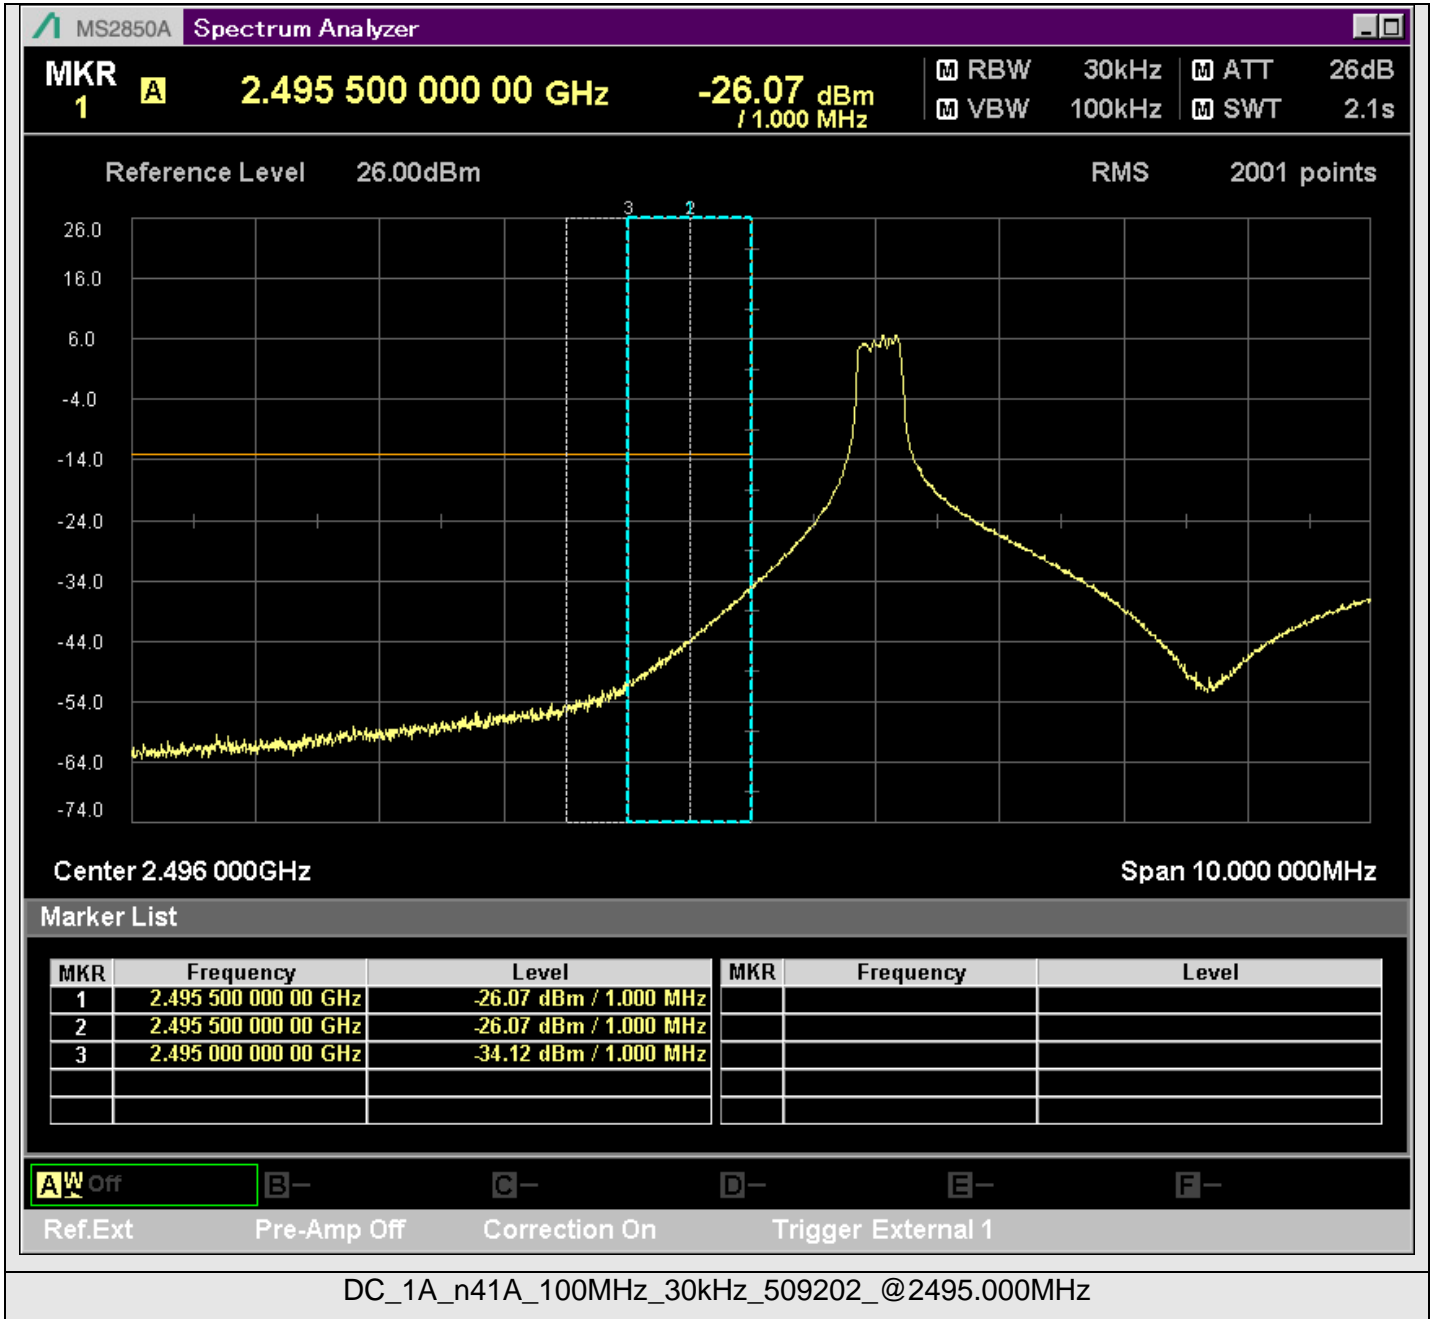 MS2850A Spectrum Analyzer
MKR 1 A 2.495 500 000 00 GHz -26.07 dBm / 1.000 MHz
M RBW 30kHz M ATT 26dB
M VBW 100kHz M SWT 2.1s
Reference Level 26.00dBm RMS 2001 points
3 2
26.0
16.0
6.0
-4.0
-14.0
-24.0
-34.0
-44.0
-54.0
-64.0
-74.0
Center 2.496 000GHz Span 10.000 000MHz
Marker List
MKR Frequency Level MKR Frequency Level
1 2.495 500 000 00 GHz -26.07 dBm / 1.000 MHz
2 2.495 500 000 00 GHz -26.07 dBm / 1.000 MHz
3 2.495 000 000 00 GHz -34.12 dBm / 1.000 MHz
A W Off B- C- D- E- F-
Ref.Ext Pre-Amp Off Correction On Trigger External 1
DC_1A_n41A_100MHz_30kHz_509202_@2495.000MHz